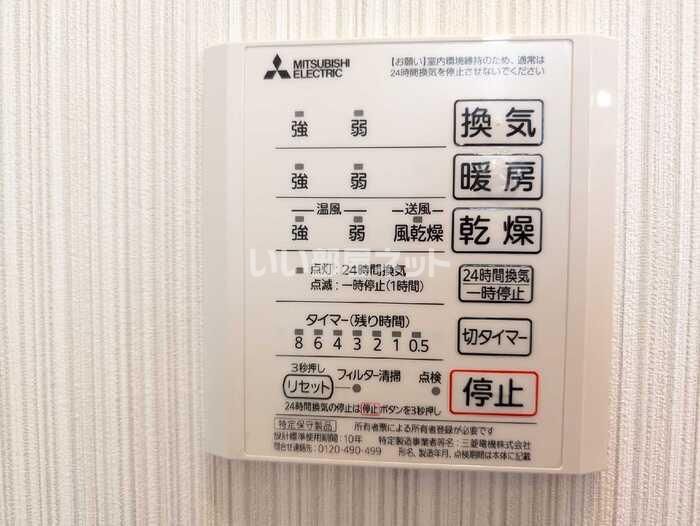 MITSUBISHI
ELECTRIC
【お願い】室内環境維持のため、通常は
24時間換気を停止させないでください
強 弱 換気
強 弱 暖房
温風 送風
強 弱 風乾燥 乾燥
いい部屋ネット
点灯：24時間換気
点滅：一時停止(1時間)
24時間換気
一時停止
タイマー(残り時間)
8 6 4 3 2 1 0.5
切タイマー
3秒押し
リセット フィルター清掃 点検
停止
24時間換気の停止は停止ボタンを3秒押し
特定保守製品 所有者票による所有者登録が必要です
設計標準使用期間：10年 特定製造事業者等名：三菱電機株式会社
問合せ連絡先：0120-490-499 形名、製造年月、点検期間は本体に記載